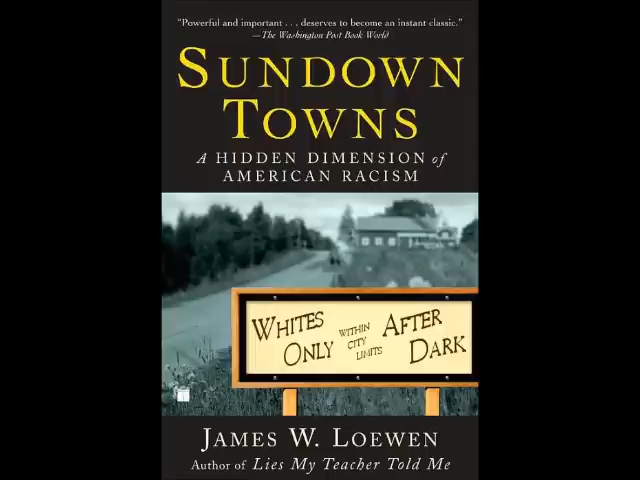 "Powerful and important . . . deserves to become an instant classic."
—The Washington Post Book World
SUNDOWN
TOWNS
A HIDDEN DIMENSION of
AMERICAN RACISM
WHITES ONLY WITHIN CITY LIMITS AFTER DARK
JAMES W. LOEWEN
Author of Lies My Teacher Told Me